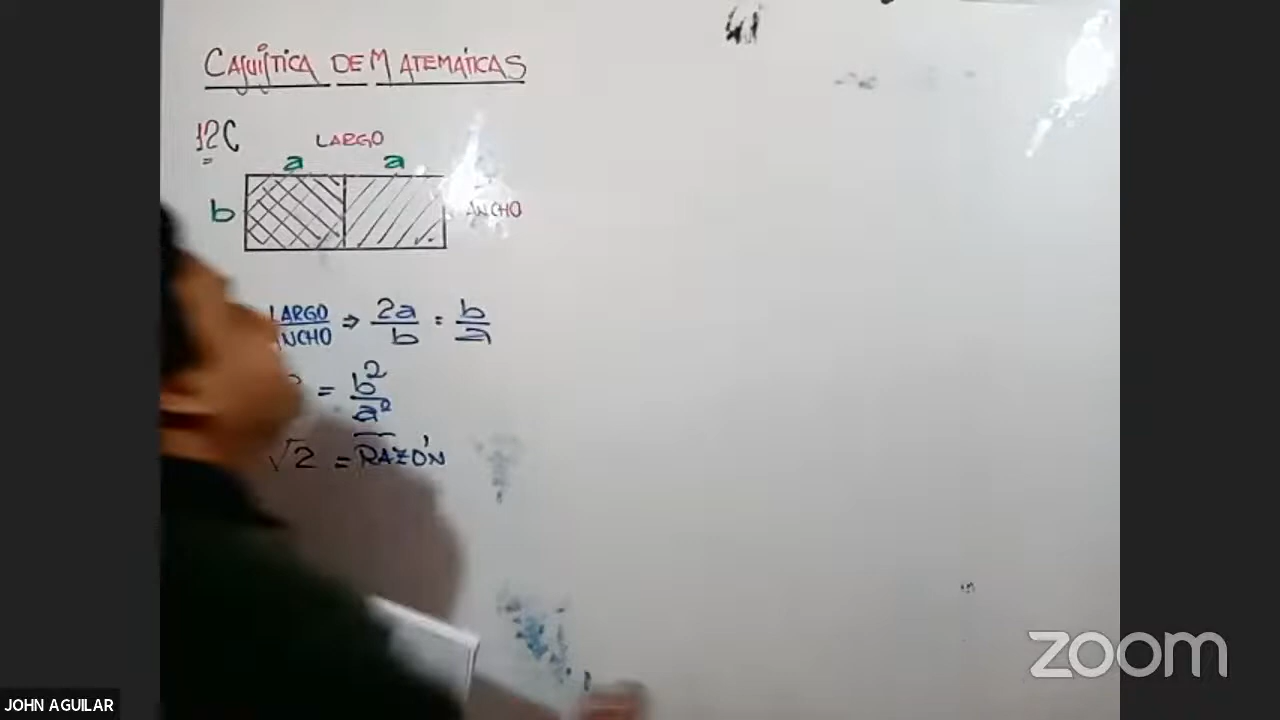 CASUÍSTICA DE MATEMÁTICAS
12C
LARGO
a a
b
ANCHO
LARGO ⇒ 2a = b
ANCHO b a
= b²
a²
√2 = RAZÓN
zoom
JOHN AGUILAR